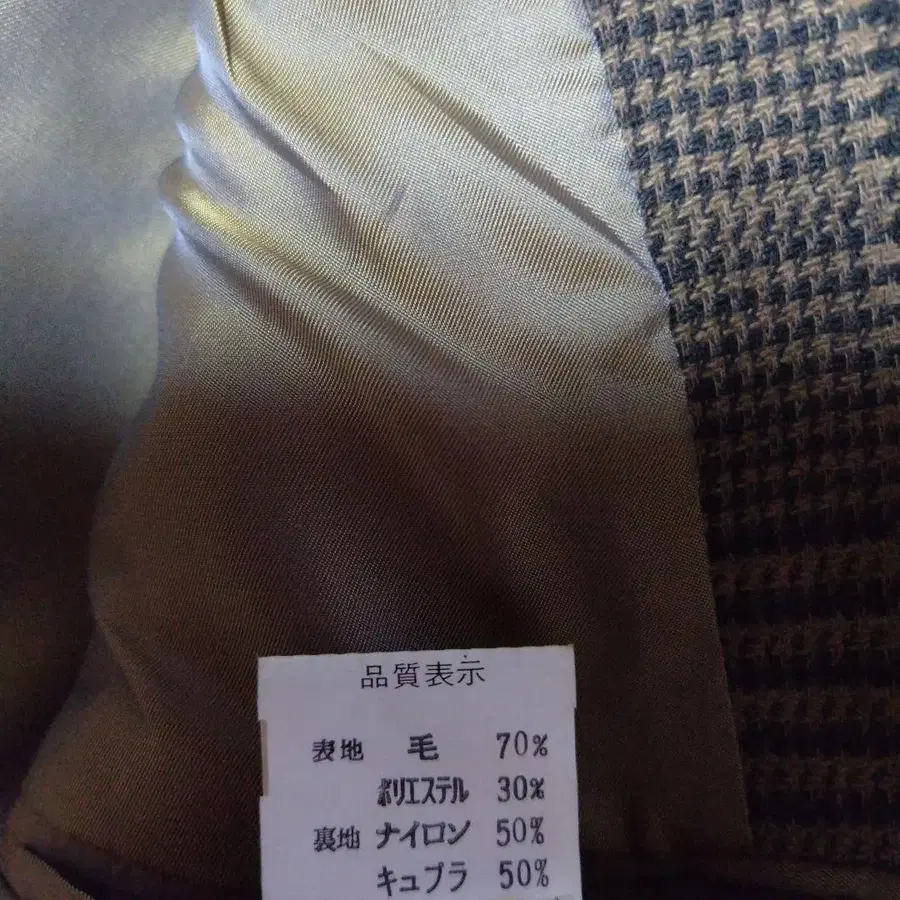 品質表示
表地 毛 70%
ポリエステル 30%
裏地 ナイロン 50%
キュプラ 50%